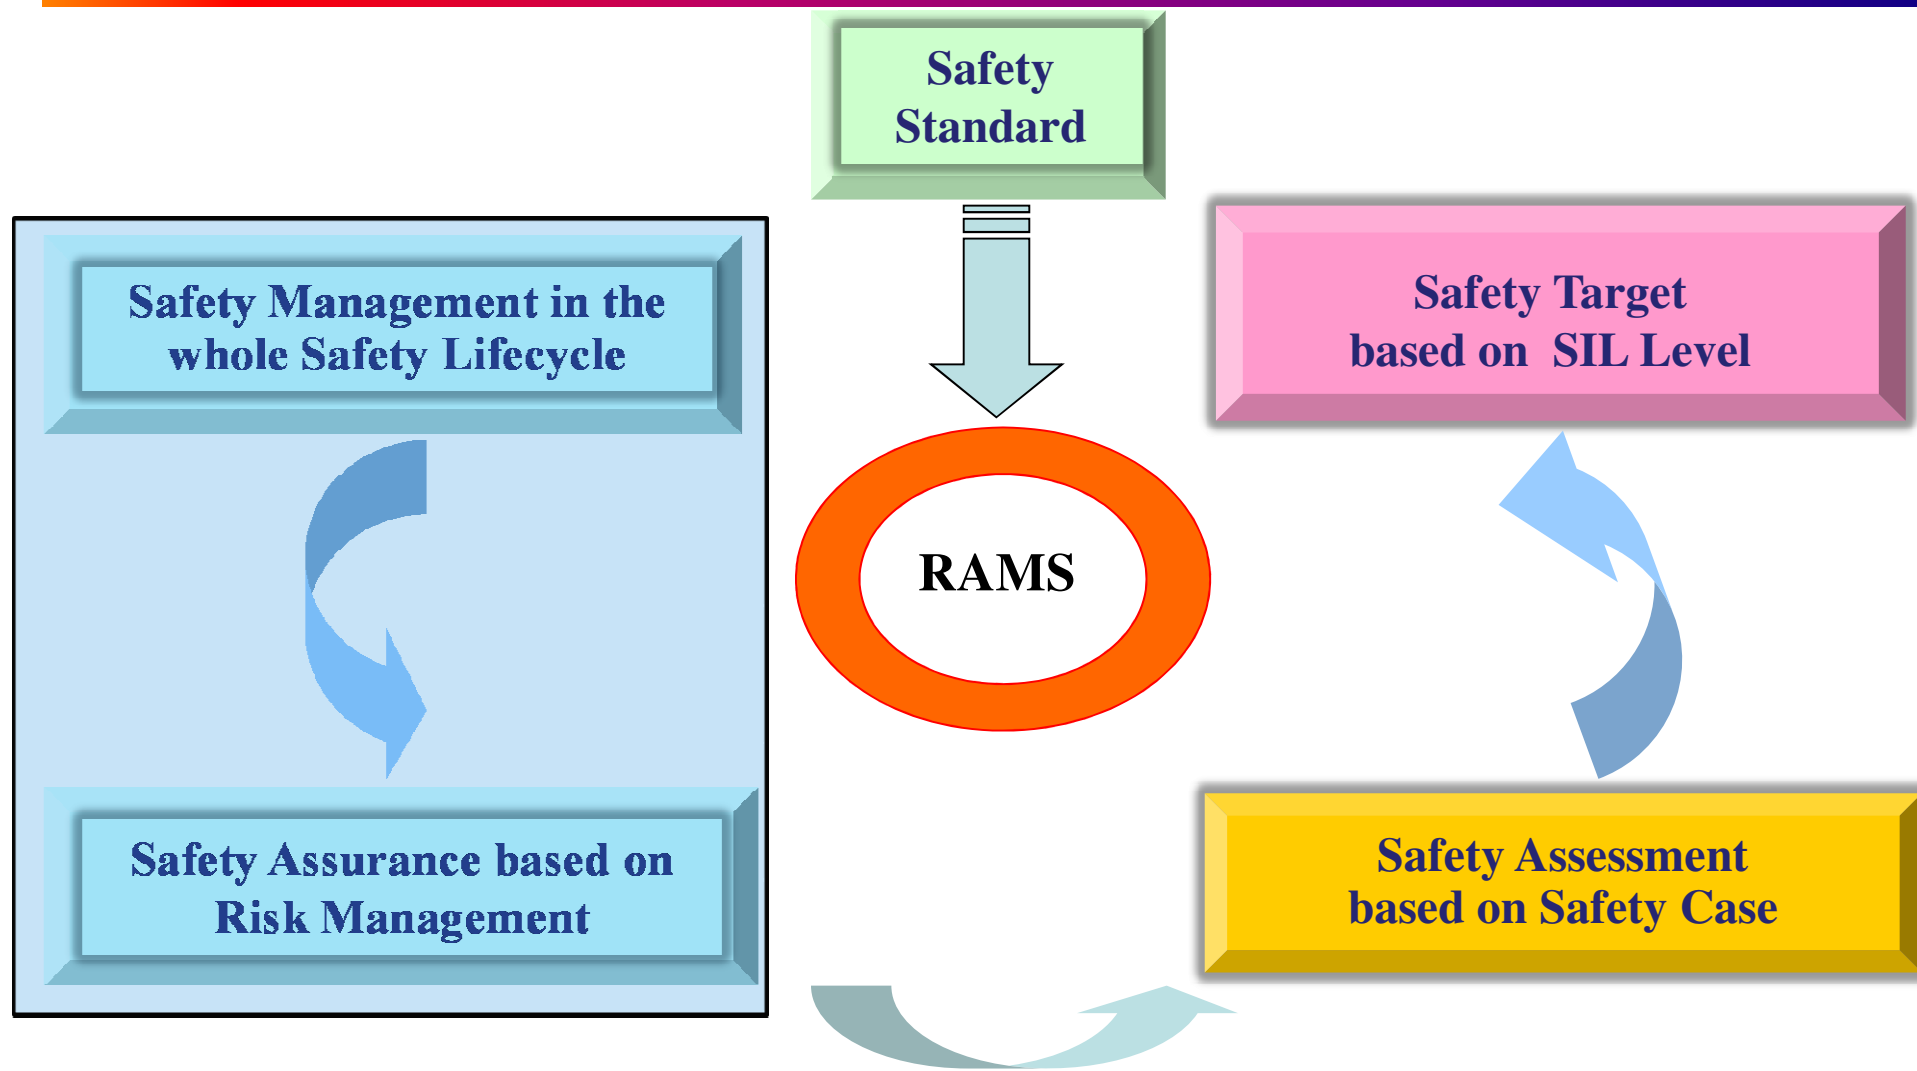 Safety
Standard
Safety Management in the
whole Safety Lifecycle
Safety Target
based on SIL Level
RAMS
Safety Assurance based on
Risk Management
Safety Assessment
based on Safety Case